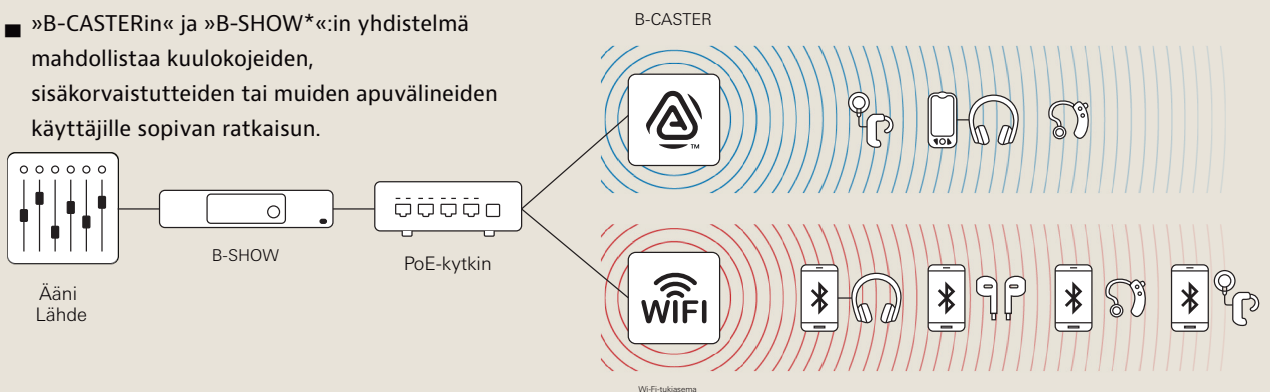 »B-CASTERin« ja »B-SHOW*«:in yhdistelmä
mahdollistaa kuulokojeiden,
sisäkorvaistutteiden tai muiden apuvälineiden
käyttäjille sopivan ratkaisun.
B-CASTER
TM
B-SHOW
PoE-kytkin
Ääni
Lähde
WiFi
Wi-Fi-tukiasema